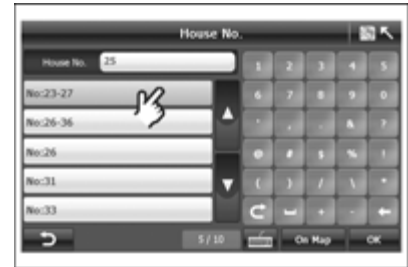 House No.
House No. 25
1 2 3 4 5
No:23-27
6 7 8 9 0
No:26-36
' , . & ?
No:26
@ # $ % !
No:31
( ) / \ *
No:33
+ -
5 / 10 On Map OK